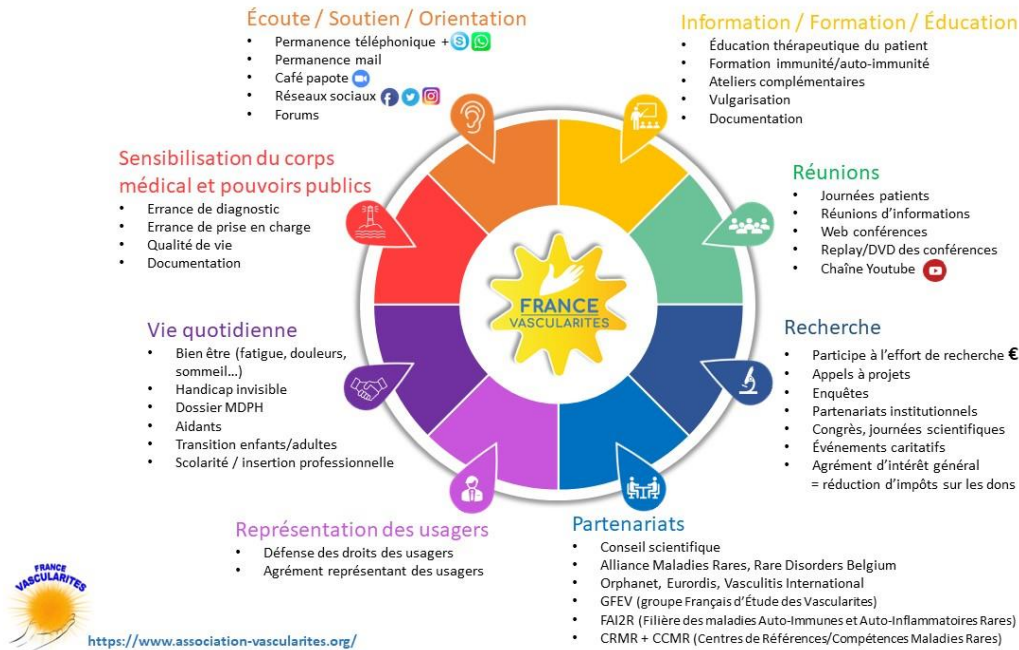 Écoute / Soutien / Orientation
• Permanence téléphonique +
• Permanence mail
• Café papote
• Réseaux sociaux
• Forums
Information / Formation / Éducation
• Éducation thérapeutique du patient
• Formation immunité/auto-immunité
• Ateliers complémentaires
• Vulgarisation
• Documentation
Sensibilisation du corps
médical et pouvoirs publics
• Errance de diagnostic
• Errance de prise en charge
• Qualité de vie
• Documentation
Réunions
• Journées patients
• Réunions d'informations
• Web conférences
• Replay/DVD des conférences
• Chaîne Youtube
FRANCE
VASCULARITES
Vie quotidienne
• Bien être (fatigue, douleurs,
sommeil…)
• Handicap invisible
• Dossier MDPH
• Aidants
• Transition enfants/adultes
• Scolarité / insertion professionnelle
Recherche
• Participe à l'effort de recherche €
• Appels à projets
• Enquêtes
• Partenariats institutionnels
• Congrès, journées scientifiques
• Événements caritatifs
• Agrément d'intérêt général
= réduction d'impôts sur les dons
Représentation des usagers
• Défense des droits des usagers
• Agrément représentant des usagers
Partenariats
• Conseil scientifique
• Alliance Maladies Rares, Rare Disorders Belgium
• Orphanet, Eurordis, Vasculitis International
• GFEV (groupe Français d'Étude des Vascularites)
• FAI2R (Filière des maladies Auto-Immunes et Auto-Inflammatoires Rares)
• CRMR + CCMR (Centres de Références/Compétences Maladies Rares)
FRANCE
VASCULARITES
https://www.association-vascularites.org/